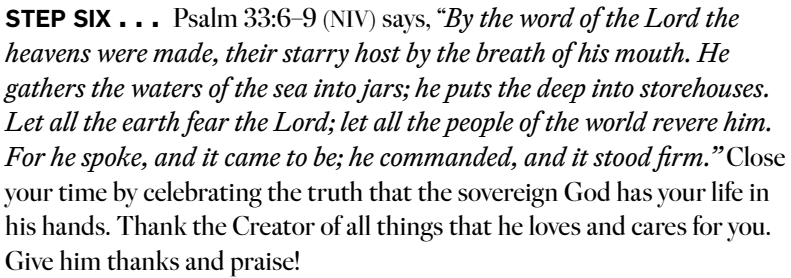 STEP SIX . . . Psalm 33:6–9 (NIV) says, “By the word of the Lord the
heavens were made, their starry host by the breath of his mouth. He
gathers the waters of the sea into jars; he puts the deep into storehouses.
Let all the earth fear the Lord; let all the people of the world revere him.
For he spoke, and it came to be; he commanded, and it stood firm.” Close
your time by celebrating the truth that the sovereign God has your life in
his hands. Thank the Creator of all things that he loves and cares for you.
Give him thanks and praise!